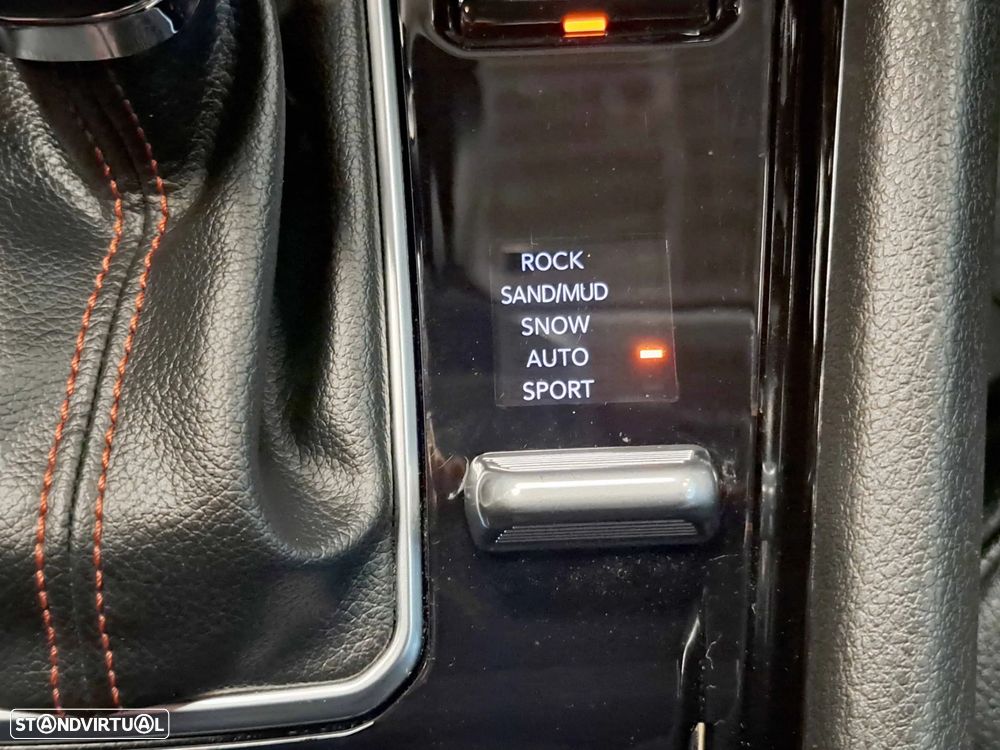 ROCK
SAND/MUD
SNOW
AUTO
SPORT
STANDVIRTUAL